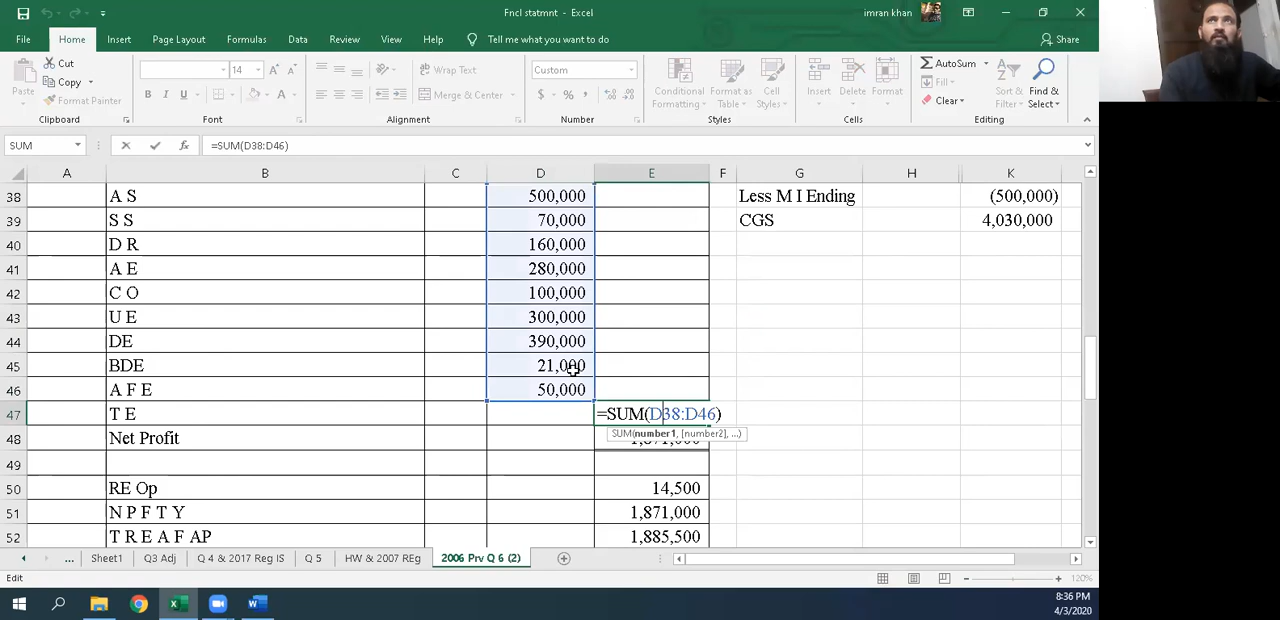 Fncl statmnt - Excel
imran khan
File Home Insert Page Layout Formulas Data Review View Help Tell me what you want to do Share
Paste
Cut
Copy
Format Painter
Clipboard
14 A A
B I U A
Font
Wrap Text
Merge & Center
Alignment
Custom
$ % ,
Number
Conditional Formatting
Format as Table
Cell Styles
Styles
Insert Delete Format
Cells
AutoSum
Fill
Clear
Sort & Filter
Find & Select
Editing
SUM fx =SUM(D38:D46)
A B C D E F G H K
38 A S 500,000 Less M I Ending (500,000)
39 S S 70,000 CGS 4,030,000
40 D R 160,000
41 A E 280,000
42 C O 100,000
43 U E 300,000
44 DE 390,000
45 BDE 21,000
46 A F E 50,000
47 T E =SUM(D38:D46)
SUM(number1, [number2], ...)
48 Net Profit
49
50 RE Op 14,500
51 N P F T Y 1,871,000
52 T R E A F AP 1,885,500
... Sheet1 Q3 Adj Q 4 & 2017 Reg IS Q 5 HW & 2007 REg 2006 Prv Q 6 (2)
Edit 120%
8:36 PM
4/3/2020